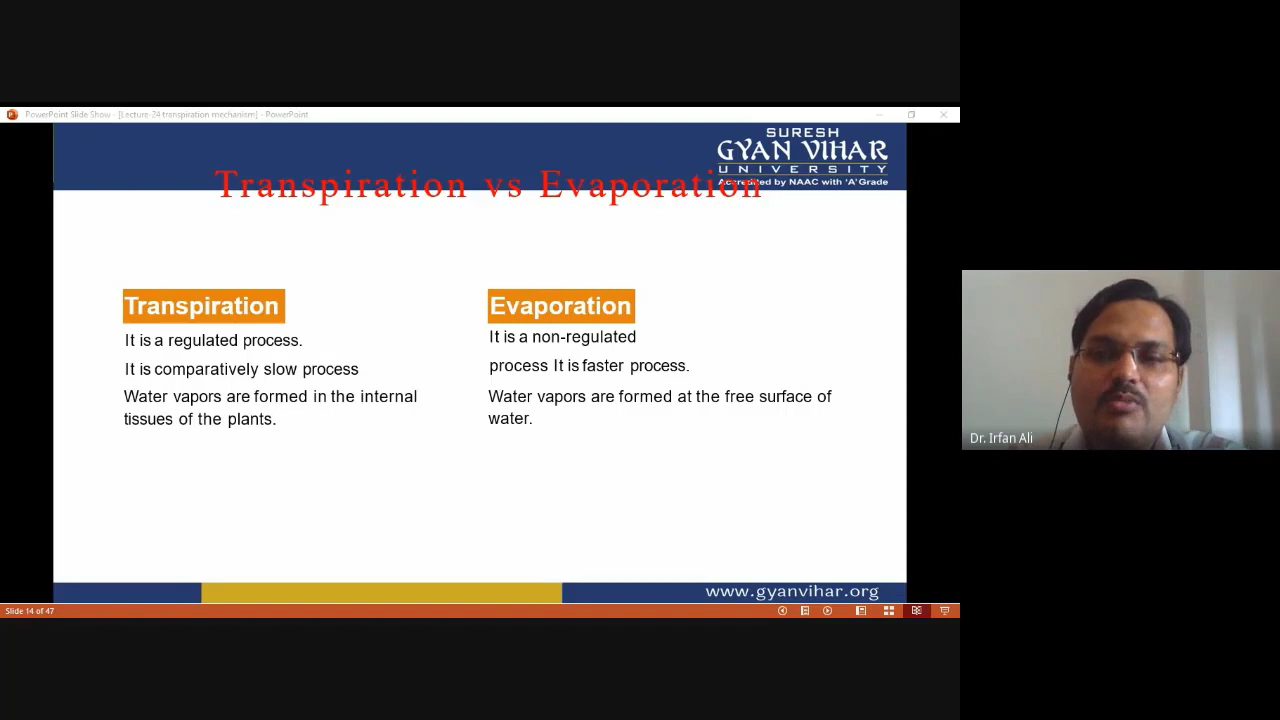 PowerPoint Slide Show - [Lecture-24 transpiration mechanism] - PowerPoint
SURESH
GYAN VIHAR
UNIVERSITY
Accredited by NAAC with 'A' Grade
Transpiration vs Evaporation
Transpiration
It is a regulated process.
It is comparatively slow process
Water vapors are formed in the internal
tissues of the plants.
Evaporation
It is a non-regulated
process It is faster process.
Water vapors are formed at the free surface of
water.
Dr. Irfan Ali
www.gyanvihar.org
Slide 14 of 47